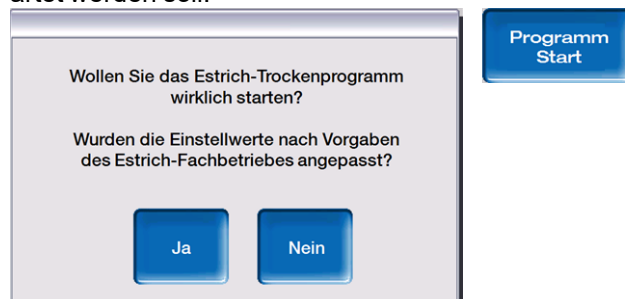 Programm
Start
Wollen Sie das Estrich-Trockenprogramm
wirklich starten?
Wurden die Einstellwerte nach Vorgaben
des Estrich-Fachbetriebes angepasst?
Ja
Nein